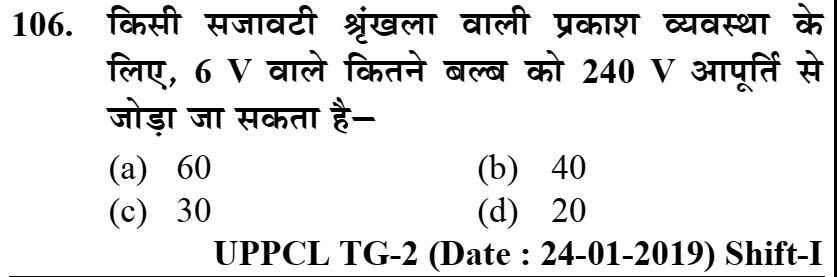 106. किसी सजावटी श्रृंखला वाली प्रकाश व्यवस्था के
लिए, 6 V वाले कितने बल्ब को 240 V आपूर्ति से
जोड़ा जा सकता है–
(a) 60 (b) 40
(c) 30 (d) 20
UPPCL TG-2 (Date : 24-01-2019) Shift-I